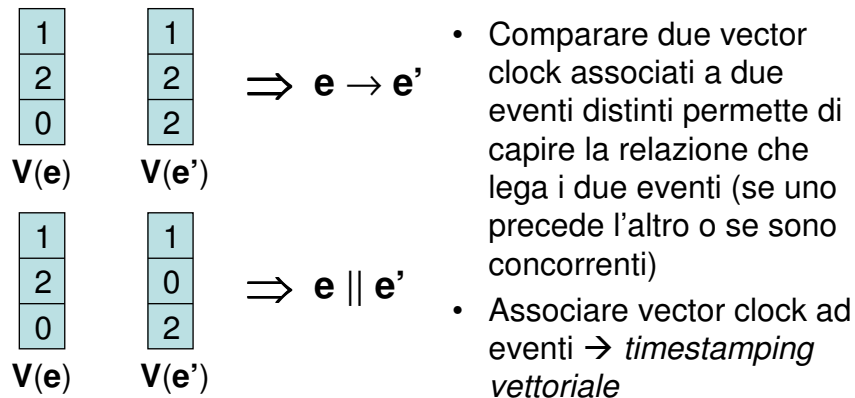 1 1
2 2 ⇒ e → e’
0 2
V(e) V(e’)
1 1
2 0 ⇒ e || e’
0 2
V(e) V(e’)
• Comparare due vector
clock associati a due
eventi distinti permette di
capire la relazione che
lega i due eventi (se uno
precede l’altro o se sono
concorrenti)
• Associare vector clock ad
eventi → timestamping
vettoriale